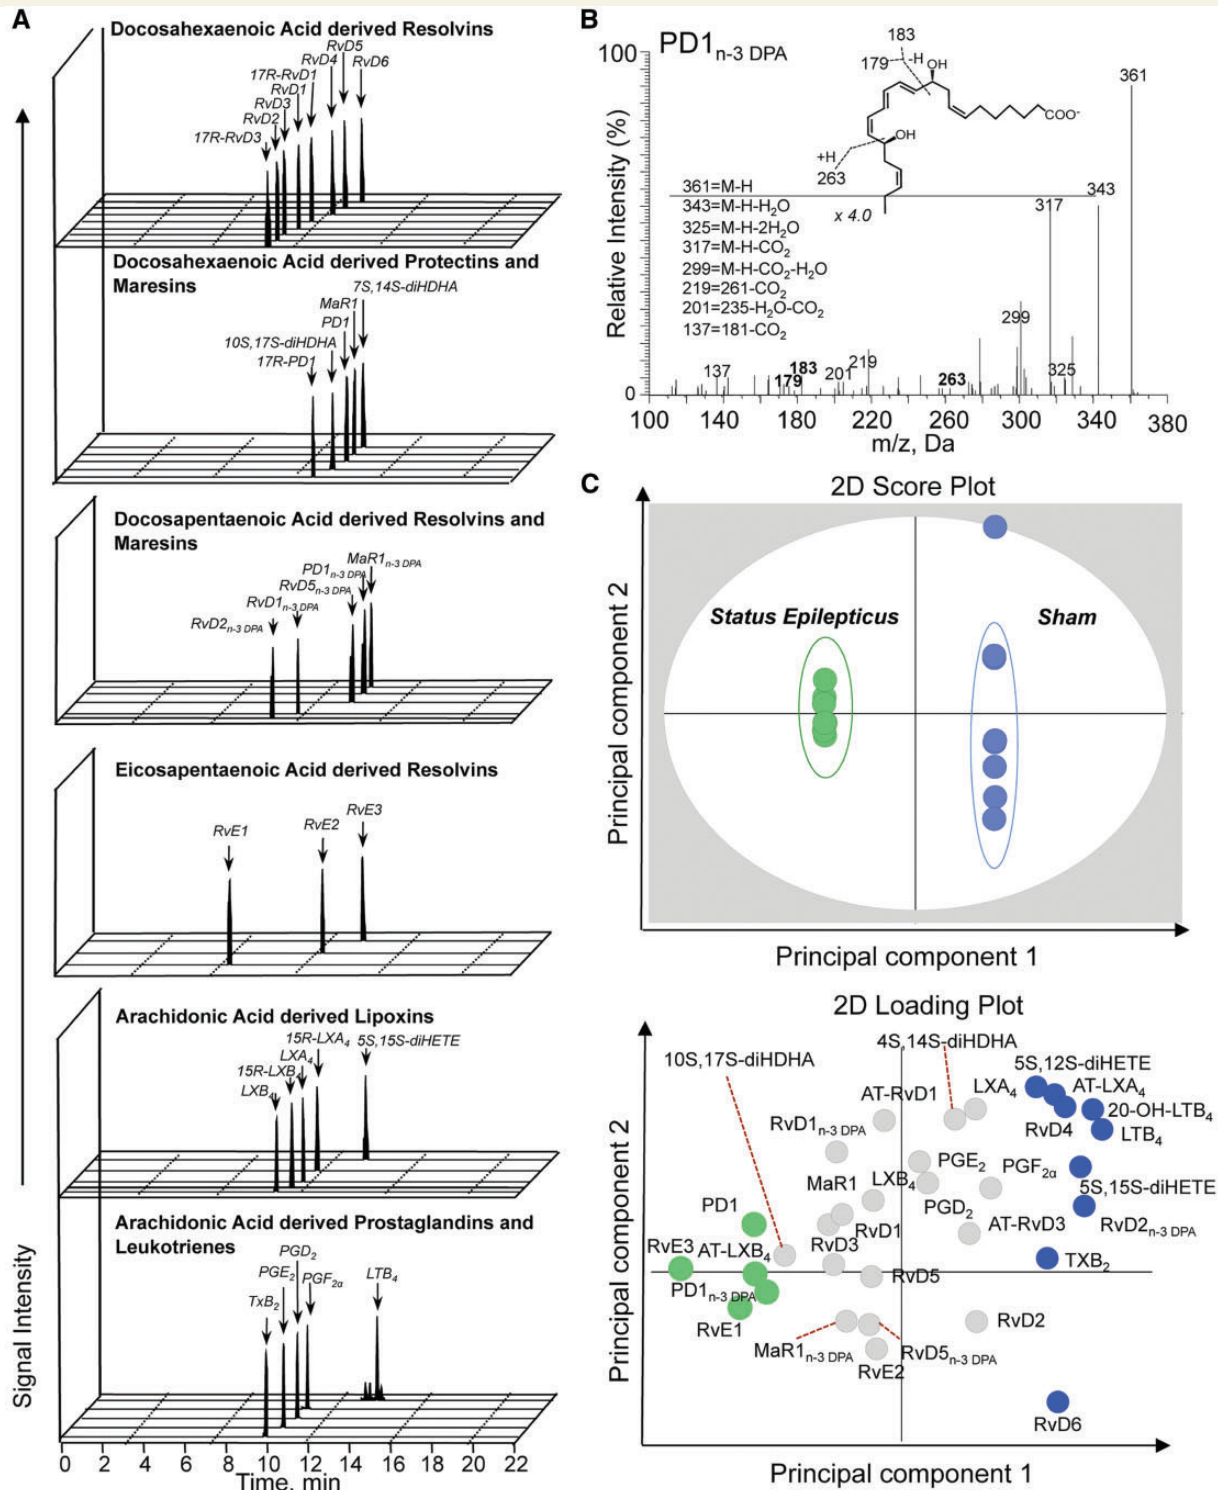 A
Docosahexaenoic Acid derived Resolvins
RvD5
RvD4
RvD6
17R-RvD1
RvD1
RvD3
RvD2
17R-RvD3
Docosahexaenoic Acid derived Protectins and
Maresins
7S,14S-diHDHA
MaR1
PD1
10S,17S-diHDHA
17R-PD1
Docosapentaenoic Acid derived Resolvins and
Maresins
MaR1n-3 DPA
PD1n-3 DPA
RvD5n-3 DPA
RvD1n-3 DPA
RvD2n-3 DPA
Eicosapentaenoic Acid derived Resolvins
RvE3
RvE2
RvE1
Arachidonic Acid derived Lipoxins
15R-LXA4 5S,15S-diHETE
LXA4
15R-LXB4
LXB4
Arachidonic Acid derived Prostaglandins and
Leukotrienes
PGD2
PGE2
PGF2α
LTB4
TxB2
Signal Intensity
0 2 4 6 8 10 12 14 16 18 20 22
Time, min
B
PD1n-3 DPA
183
179
-H
OH
COO-
OH
+H
263
361
343
317
x 4.0
361=M-H
343=M-H-H2O
325=M-H-2H2O
317=M-H-CO2
299=M-H-CO2-H2O
219=261-CO2
201=235-H2O-CO2
137=181-CO2
299
219
183
137
179
201
263
325
100
0
Relative Intensity (%)
100 140 180 220 260 300 340 380
m/z, Da
C
2D Score Plot
Status Epilepticus
Sham
Principal component 2
Principal component 1
2D Loading Plot
4S,14S-diHDHA
10S,17S-diHDHA
5S,12S-diHETE
AT-RvD1
LXA4
AT-LXA4
20-OH-LTB4
RvD4
LTB4
RvD1n-3 DPA
PGE2
PGF2α
MaR1
LXB4
5S,15S-diHETE
PD1
PGD2
RvD2n-3 DPA
AT-RvD3
RvD1
RvE3
AT-LXB4
RvD3
TXB2
RvD5
PD1n-3 DPA
RvE1
RvD2
MaR1n-3 DPA
RvD5n-3 DPA
RvE2
RvD6
Principal component 2
Principal component 1